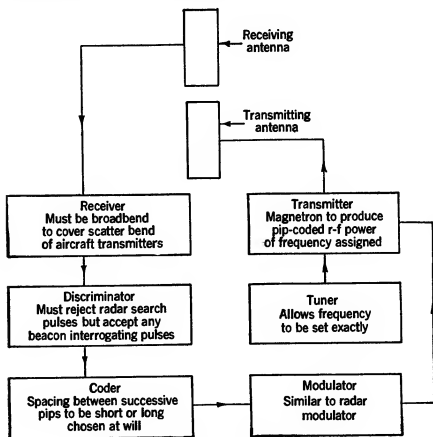 Receiving
antenna
Transmitting
antenna
Receiver
Must be broadbend
to cover scatter bend
of aircraft transmitters
Transmitter
Magnetron to produce
pip-coded r-f power
of frequency assigned
Discriminator
Must reject radar search
pulses but accept any
beacon interrogating pulses
Tuner
Allows frequency
to be set exactly
Coder
Spacing between successive
pips to be short or long
chosen at will
Modulator
Similar to radar
modulator